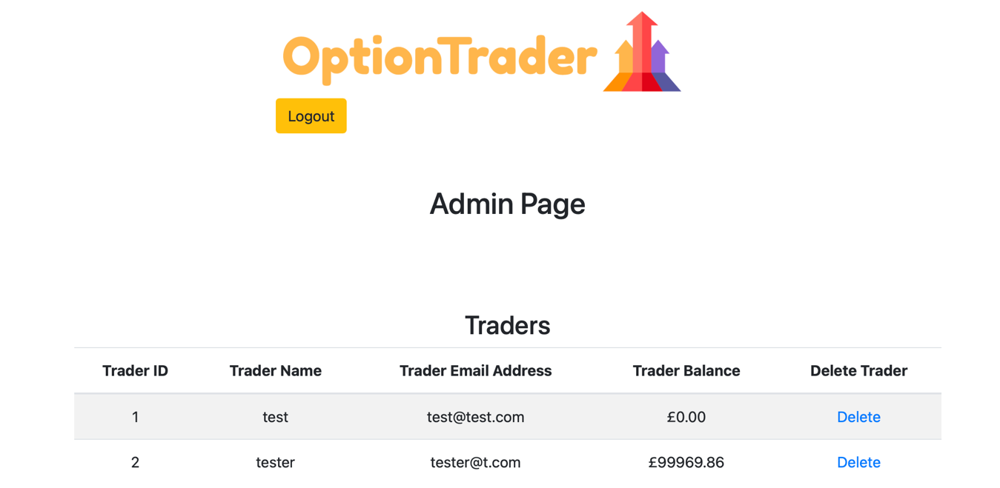 OptionTrader
Logout
Admin Page
Traders
Trader ID Trader Name Trader Email Address Trader Balance Delete Trader
1 test test@test.com £0.00 Delete
2 tester tester@t.com £99969.86 Delete